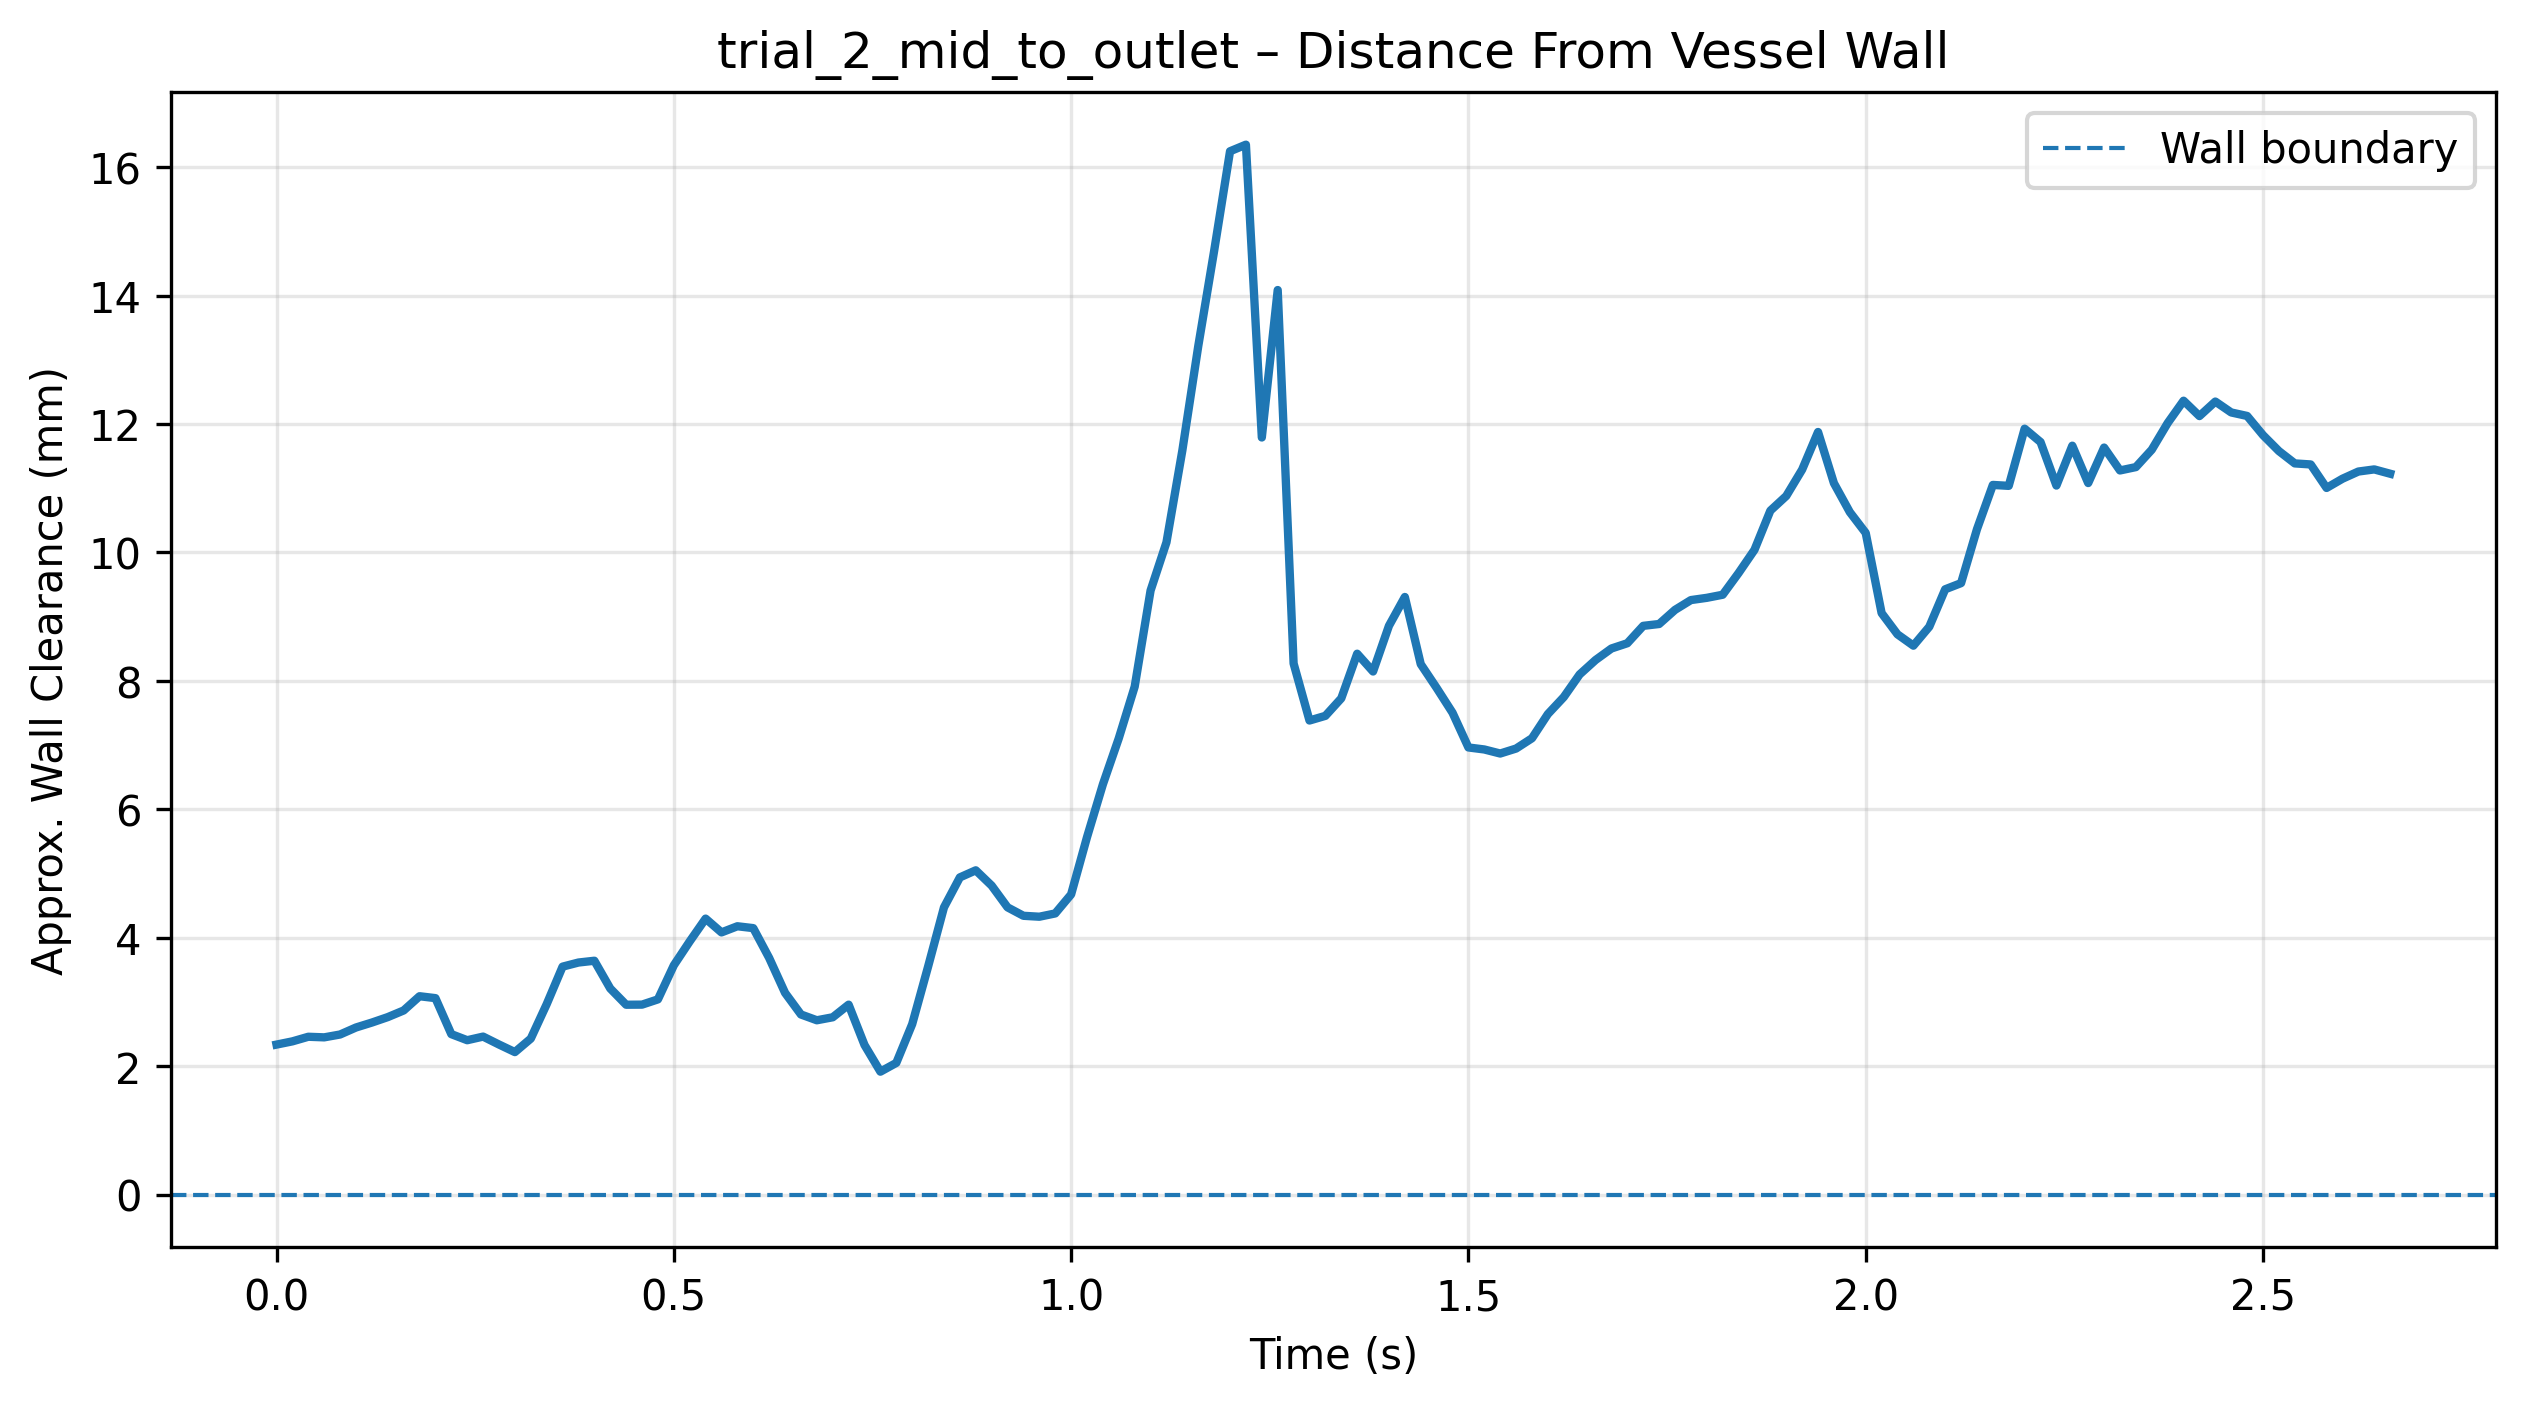 trial_2_mid_to_outlet – Distance From Vessel Wall
Wall boundary
Approx. Wall Clearance (mm)
16
14
12
10
8
6
4
2
0
0.0 0.5 1.0 1.5 2.0 2.5
Time (s)